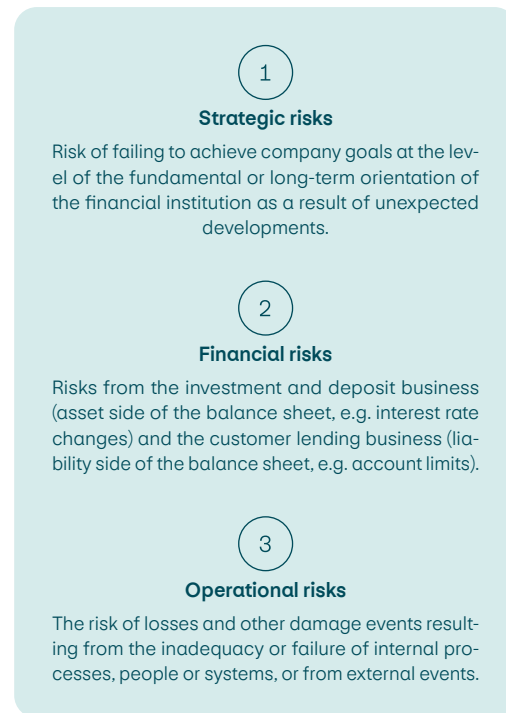 1
Strategic risks
Risk of failing to achieve company goals at the lev-
el of the fundamental or long-term orientation of
the financial institution as a result of unexpected
developments.
2
Financial risks
Risks from the investment and deposit business
(asset side of the balance sheet, e.g. interest rate
changes) and the customer lending business (lia-
bility side of the balance sheet, e.g. account limits).
3
Operational risks
The risk of losses and other damage events result-
ing from the inadequacy or failure of internal pro-
cesses, people or systems, or from external events.